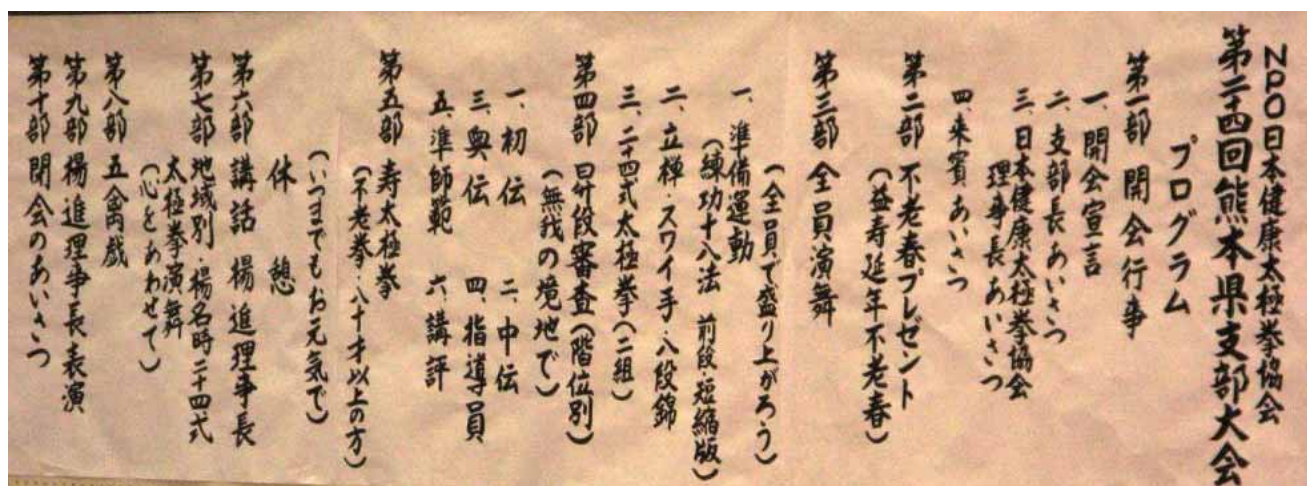 NPO日本健康太極拳協会
第二十四回熊本県支部大会
プログラム
第一部 開会行事
一、開会宣言
二、支部長あいさつ
三、日本健康太極拳協会
理事長あいさつ
四、来賓あいさつ
第二部 不老春プレゼント
(益寿延年不老春)
第三部 全員演舞
(全員で盛り上がろう)
一、準備運動
(練功十八法 前段・短縮版)
二、立禅・スワイ手・八段錦
三、二十四式太極拳(二組)
第四部 昇段審査(階位別)
(無我の境地で)
一、初伝 二、中伝
三、奥伝 四、指導員
五、準師範 六、講評
第五部 寿太極拳
(不老拳・八十才以上の方)
(いつまでもお元気で)
休憩
第六部 講話 楊進理事長
第七部 地域別・楊名時二十四式
太極拳演舞
(心をあわせて)
第八部 五禽戯
第九部 楊進理事長表演
第十部 閉会のあいさつ